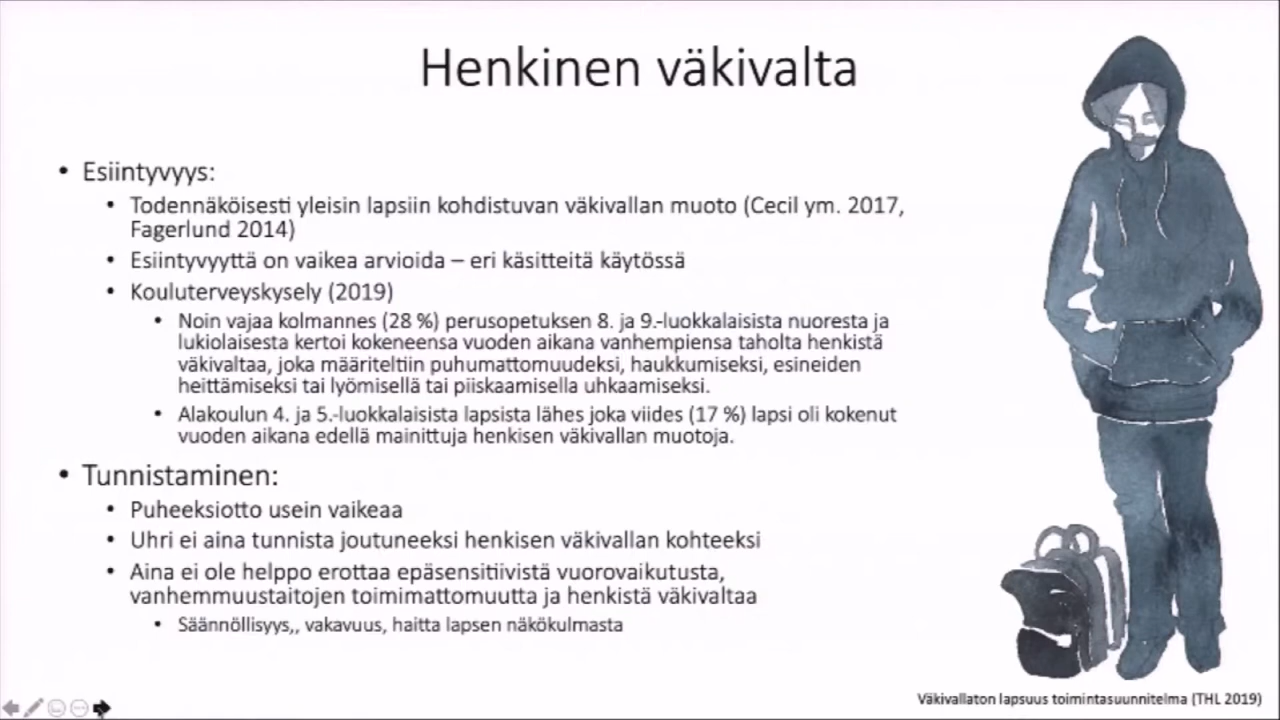 Henkinen väkivalta
• Esiintyvyys:
• Todennäköisesti yleisin lapsiin kohdistuvan väkivallan muoto (Cecil ym. 2017,
Fagerlund 2014)
• Esiintyvyyttä on vaikea arvioida – eri käsitteitä käytössä
• Kouluterveyskysely (2019)
• Noin vajaa kolmannes (28 %) perusopetuksen 8. ja 9.-luokkalaisista nuoresta ja
lukiolaisesta kertoi kokeneensa vuoden aikana vanhempiensa taholta henkistä
väkivaltaa, joka määriteltiin puhumattomuudeksi, haukkumiseksi, esineiden
heittämiseksi tai lyömisellä tai piiskaamisella uhkaamiseksi.
• Alakoulun 4. ja 5.-luokkalaisista lapsista lähes joka viides (17 %) lapsi oli kokenut
vuoden aikana edellä mainittuja henkisen väkivallan muotoja.
• Tunnistaminen:
• Puheeksiotto usein vaikeaa
• Uhri ei aina tunnista joutuneeksi henkisen väkivallan kohteeksi
• Aina ei ole helppo erottaa epäsensitiivistä vuorovaikutusta,
vanhemmuustaitojen toimimattomuutta ja henkistä väkivaltaa
• Säännöllisyys,, vakavuus, haitta lapsen näkökulmasta
Väkivallaton lapsuus toimintasuunnitelma (THL 2019)